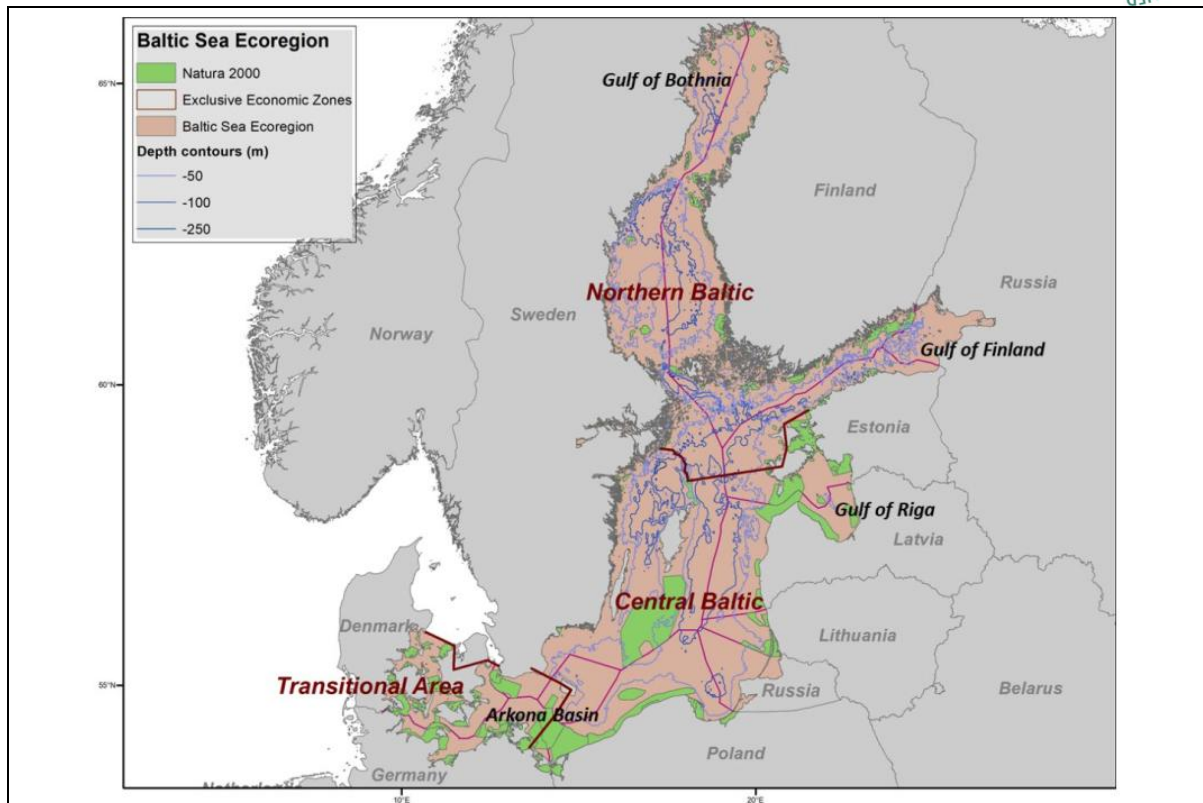 Baltic Sea Ecoregion
Natura 2000
Exclusive Economic Zones
Baltic Sea Ecoregion
Depth contours (m)
-50
-100
-250
65°N
60°N
55°N
10°E
20°E
Gulf of Bothnia
Finland
Russia
Northern Baltic
Sweden
Norway
Gulf of Finland
Estonia
Gulf of Riga
Latvia
Central Baltic
Denmark
Lithuania
Transitional Area
Russia
Belarus
Arkona Basin
Poland
Germany